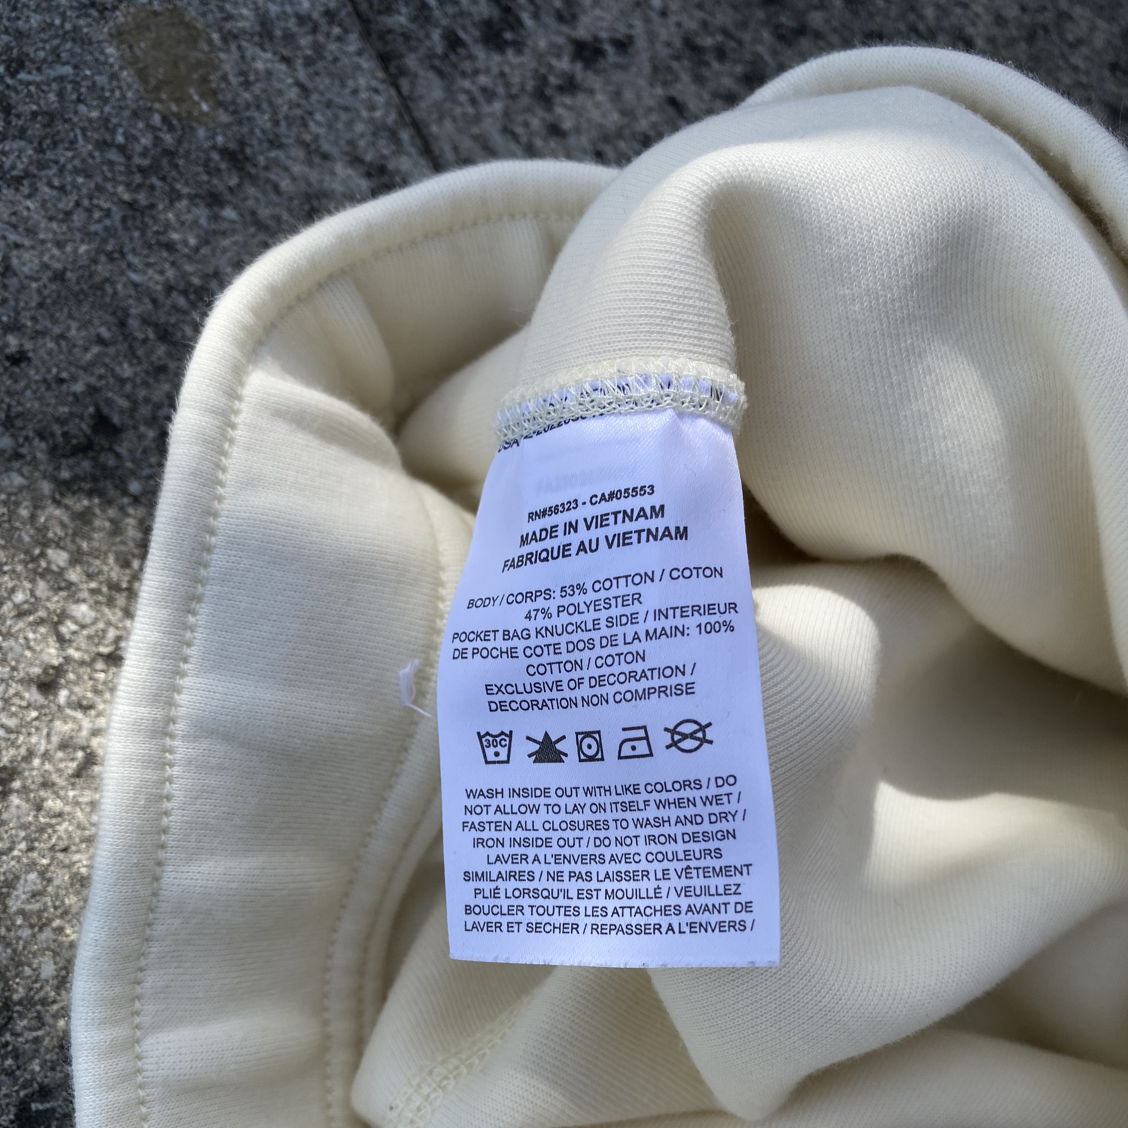 RN#56323 - CA#05553
MADE IN VIETNAM
FABRIQUE AU VIETNAM
BODY / CORPS: 53% COTTON / COTON
47% POLYESTER
POCKET BAG KNUCKLE SIDE / INTERIEUR
DE POCHE COTE DOS DE LA MAIN: 100%
COTTON / COTON
EXCLUSIVE OF DECORATION /
DECORATION NON COMPRISE
30C
WASH INSIDE OUT WITH LIKE COLORS / DO
NOT ALLOW TO LAY ON ITSELF WHEN WET /
FASTEN ALL CLOSURES TO WASH AND DRY /
IRON INSIDE OUT / DO NOT IRON DESIGN
LAVER A L'ENVERS AVEC COULEURS
SIMILAIRES / NE PAS LAISSER LE VÊTEMENT
PLIÉ LORSQU'IL EST MOUILLÉ / VEUILLEZ
BOUCLER TOUTES LES ATTACHES AVANT DE
LAVER ET SECHER / REPASSER A L'ENVERS /